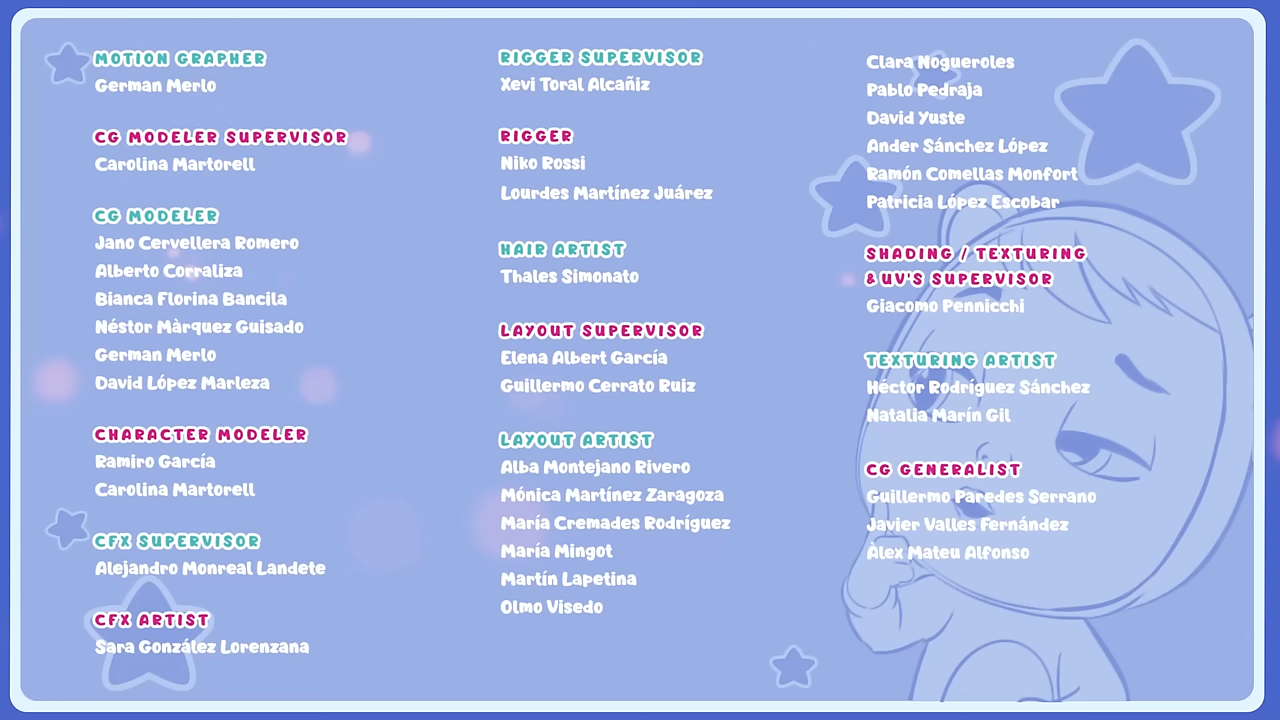 MOTION GRAPHER
German Merlo
CG MODELER SUPERVISOR
Carolina Martorell
CG MODELER
Jano Cervellera Romero
Alberto Corraliza
Bianca Florina Bancila
Néstor Màrquez Guisado
German Merlo
David López Marleza
CHARACTER MODELER
Ramiro García
Carolina Martorell
CFX SUPERVISOR
Alejandro Monreal Landete
CFX ARTIST
Sara González Lorenzana
RIGGER SUPERVISOR
Xevi Toral Alcañiz
RIGGER
Niko Rossi
Lourdes Martínez Juárez
HAIR ARTIST
Thales Simonato
LAYOUT SUPERVISOR
Elena Albert García
Guillermo Cerrato Ruiz
LAYOUT ARTIST
Alba Montejano Rivero
Mónica Martínez Zaragoza
María Cremades Rodríguez
María Mingot
Martín Lapetina
Olmo Visedo
Clara Nogueroles
Pablo Pedraja
David Yuste
Ander Sánchez López
Ramón Comellas Monfort
Patricia López Escobar
SHADING / TEXTURING
&UV'S SUPERVISOR
Giacomo Pennicchi
TEXTURING ARTIST
Héctor Rodríguez Sánchez
Natalia Marín Gil
CG GENERALIST
Guillermo Paredes Serrano
Javier Valles Fernández
Àlex Mateu Alfonso